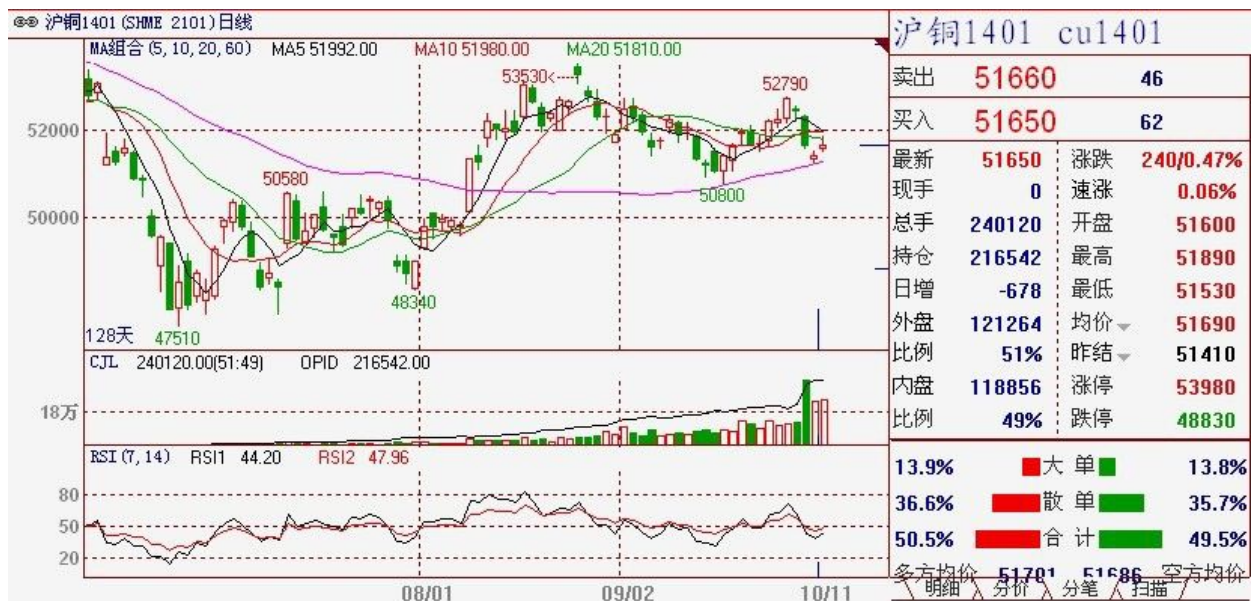 沪铜1401(SHME 2101)日线
MA组合(5,10,20,60) MA5 51992.00 MA10 51980.00 MA20 51810.00
53530
52790
52000
50580
50800
50000
48340
128天
47510
CJL 240120.00(51:49) OPID 216542.00
18万
RSI(7,14) RSI1 44.20 RSI2 47.96
80
50
20
08/01 09/02 10/11
沪铜1401 cu1401
卖出 51660 46
买入 51650 62
最新 51650 涨跌 240/0.47%
现手 0 速涨 0.06%
总手 240120 开盘 51600
持仓 216542 最高 51890
日增 -678 最低 51530
外盘 121264 均价 51690
比例 51% 昨结 51410
内盘 118856 涨停 53980
比例 49% 跌停 48830
13.9% 大单 13.8%
36.6% 散单 35.7%
50.5% 合计 49.5%
多方均价 51701 51686 空方均价
明细 分价 分笔 扫描